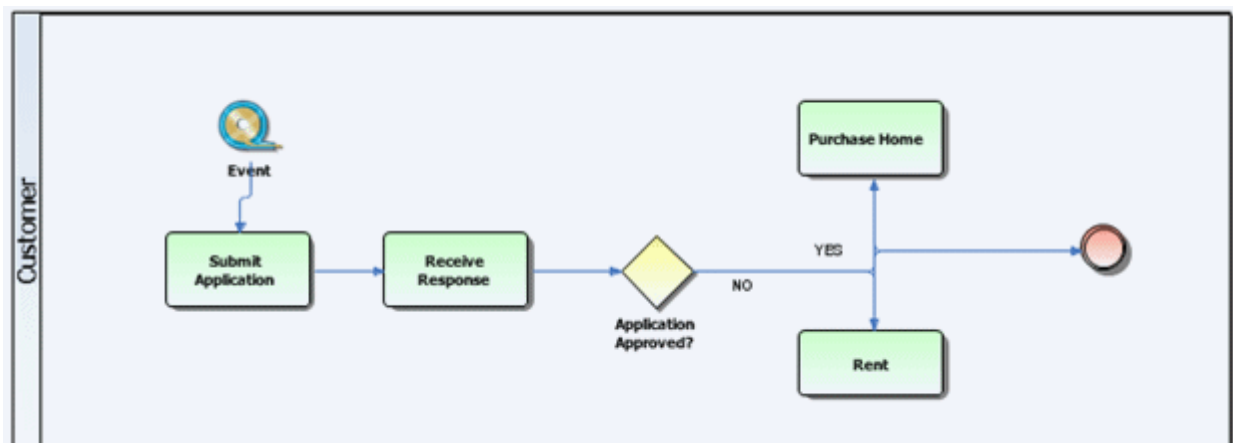 Customer
Event
Submit
Application
Receive
Response
Application
Approved?
NO
YES
Purchase Home
Rent